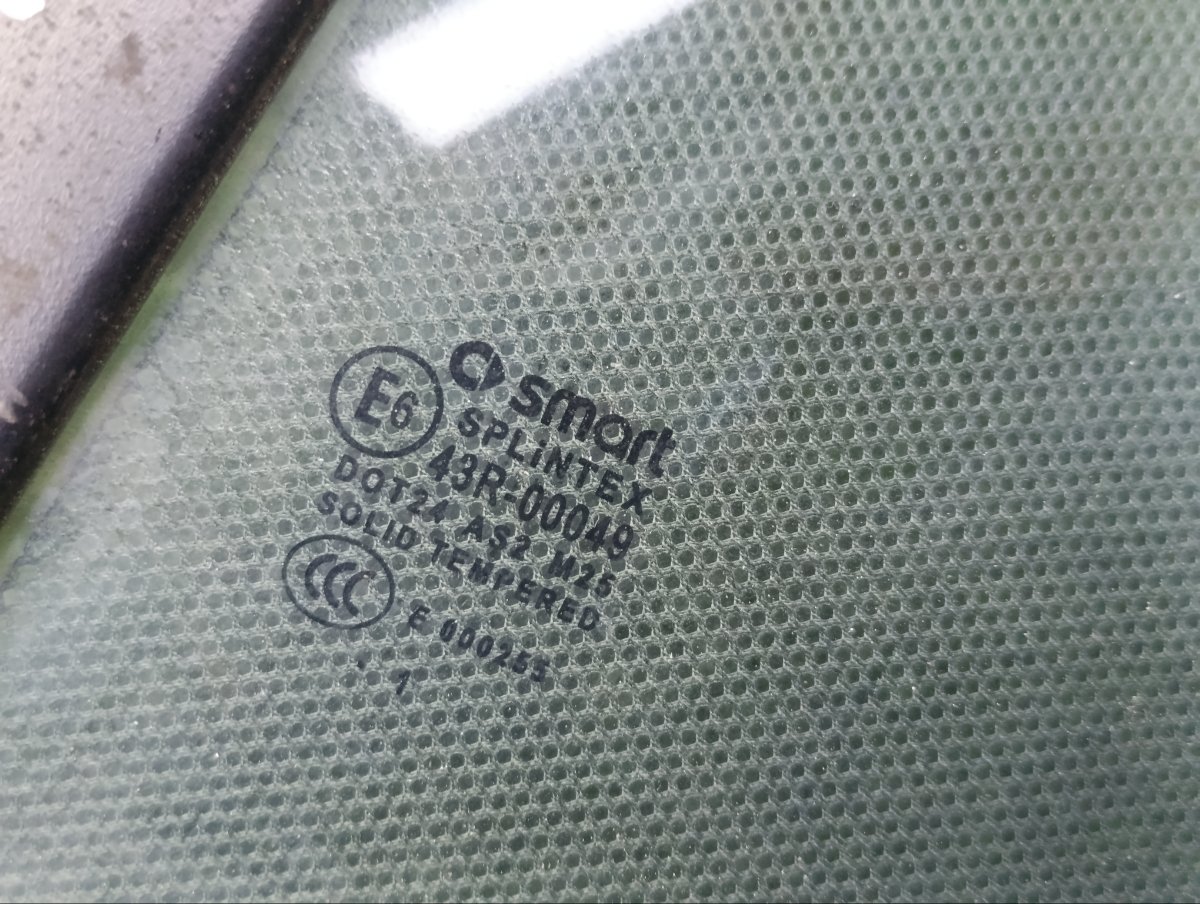 smart
E6 SPLiNTEX
43R-00049
DOT24 AS2 M25
SOLID TEMPERED
CCC E 000255
1